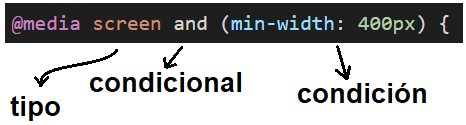 @media screen and (min-width: 400px) {
condicional
condición
tipo